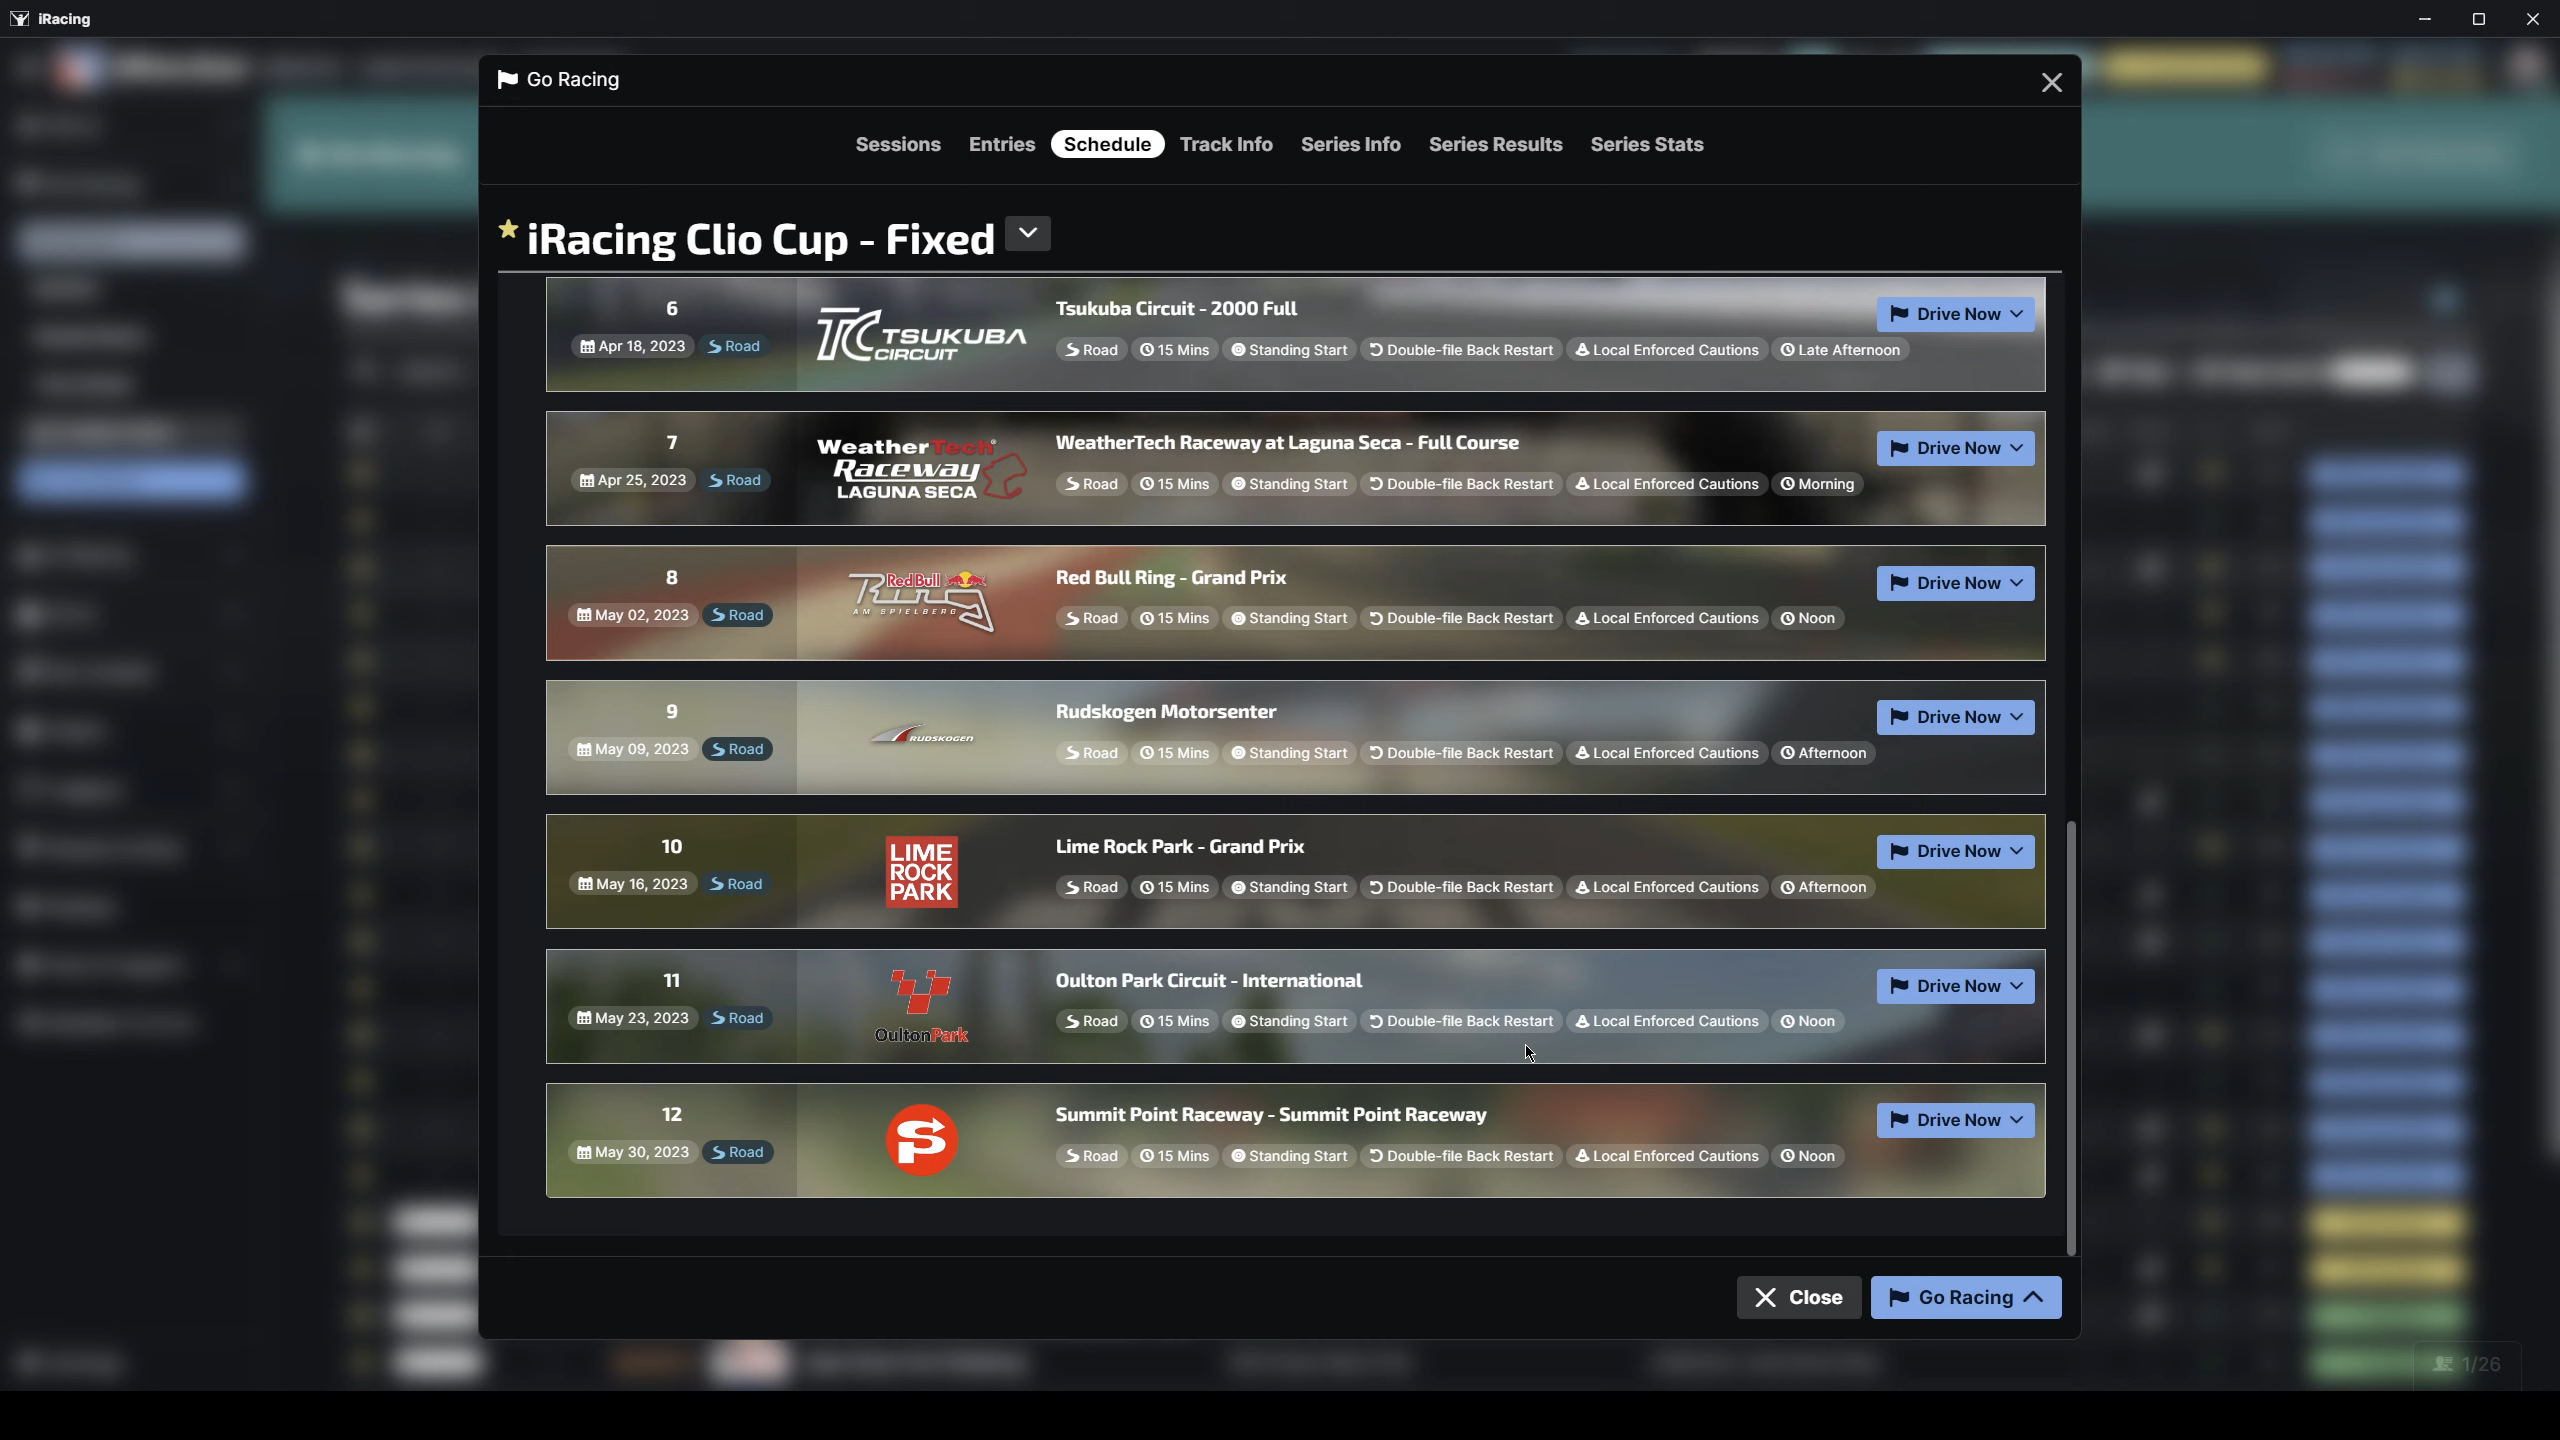 iRacing
Go Racing
Sessions Entries Schedule Track Info Series Info Series Results Series Stats
iRacing Clio Cup - Fixed
6
Apr 18, 2023 Road
TC TSUKUBA CIRCUIT
Tsukuba Circuit - 2000 Full
Road 15 Mins Standing Start Double-file Back Restart Local Enforced Cautions Late Afternoon
Drive Now
7
Apr 25, 2023 Road
WeatherTech®
Raceway
LAGUNA SECA
WeatherTech Raceway at Laguna Seca - Full Course
Road 15 Mins Standing Start Double-file Back Restart Local Enforced Cautions Morning
Drive Now
8
May 02, 2023 Road
Red Bull
Ring
AM SPIELBERG
Red Bull Ring - Grand Prix
Road 15 Mins Standing Start Double-file Back Restart Local Enforced Cautions Noon
Drive Now
9
May 09, 2023 Road
RUDSKOGEN
Rudskogen Motorsenter
Road 15 Mins Standing Start Double-file Back Restart Local Enforced Cautions Afternoon
Drive Now
10
May 16, 2023 Road
LIME
ROCK
PARK
Lime Rock Park - Grand Prix
Road 15 Mins Standing Start Double-file Back Restart Local Enforced Cautions Afternoon
Drive Now
11
May 23, 2023 Road
OultonPark
Oulton Park Circuit - International
Road 15 Mins Standing Start Double-file Back Restart Local Enforced Cautions Noon
Drive Now
12
May 30, 2023 Road
SP
Summit Point Raceway - Summit Point Raceway
Road 15 Mins Standing Start Double-file Back Restart Local Enforced Cautions Noon
Drive Now
Close Go Racing
1/26